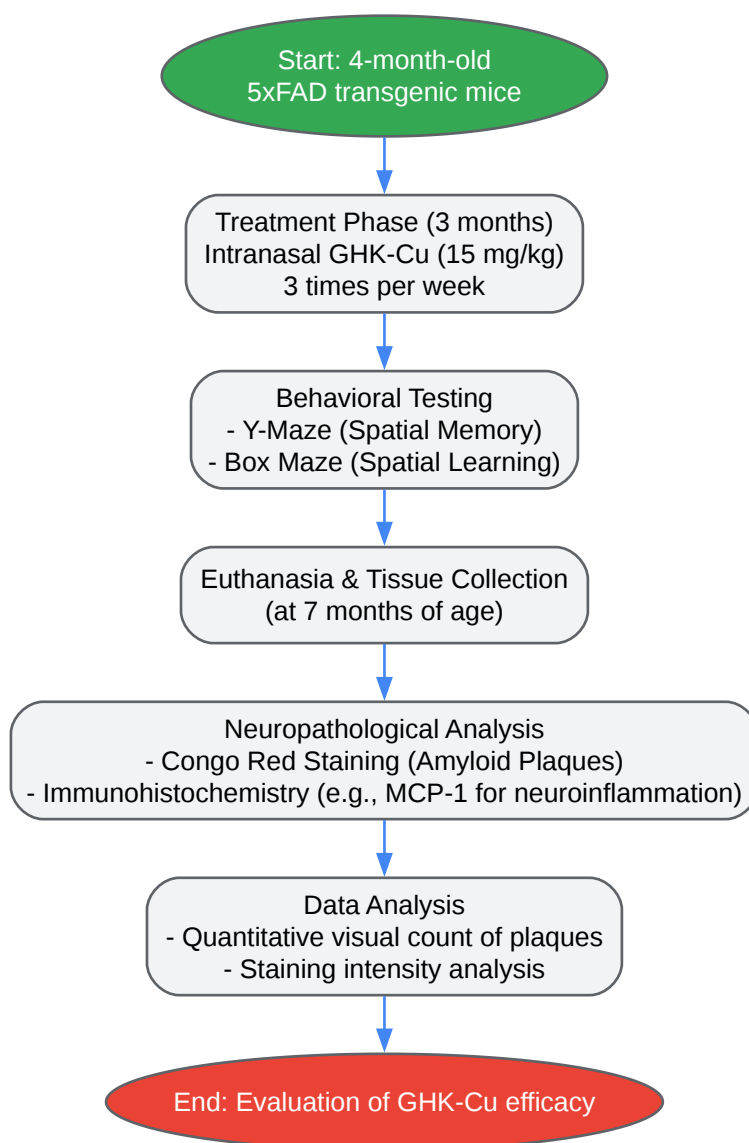 Start: 4-month-old
5xFAD transgenic mice
Treatment Phase (3 months)
Intranasal GHK-Cu (15 mg/kg)
3 times per week
Behavioral Testing
- Y-Maze (Spatial Memory)
- Box Maze (Spatial Learning)
Euthanasia & Tissue Collection
(at 7 months of age)
Neuropathological Analysis
- Congo Red Staining (Amyloid Plaques)
- Immunohistochemistry (e.g., MCP-1 for neuroinflammation)
Data Analysis
- Quantitative visual count of plaques
- Staining intensity analysis
End: Evaluation of GHK-Cu efficacy